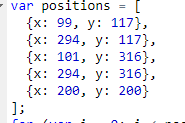 var positions = [
{x: 99, y: 117},
{x: 294, y: 117},
{x: 101, y: 316},
{x: 294, y: 316},
{x: 200, y: 200}
];